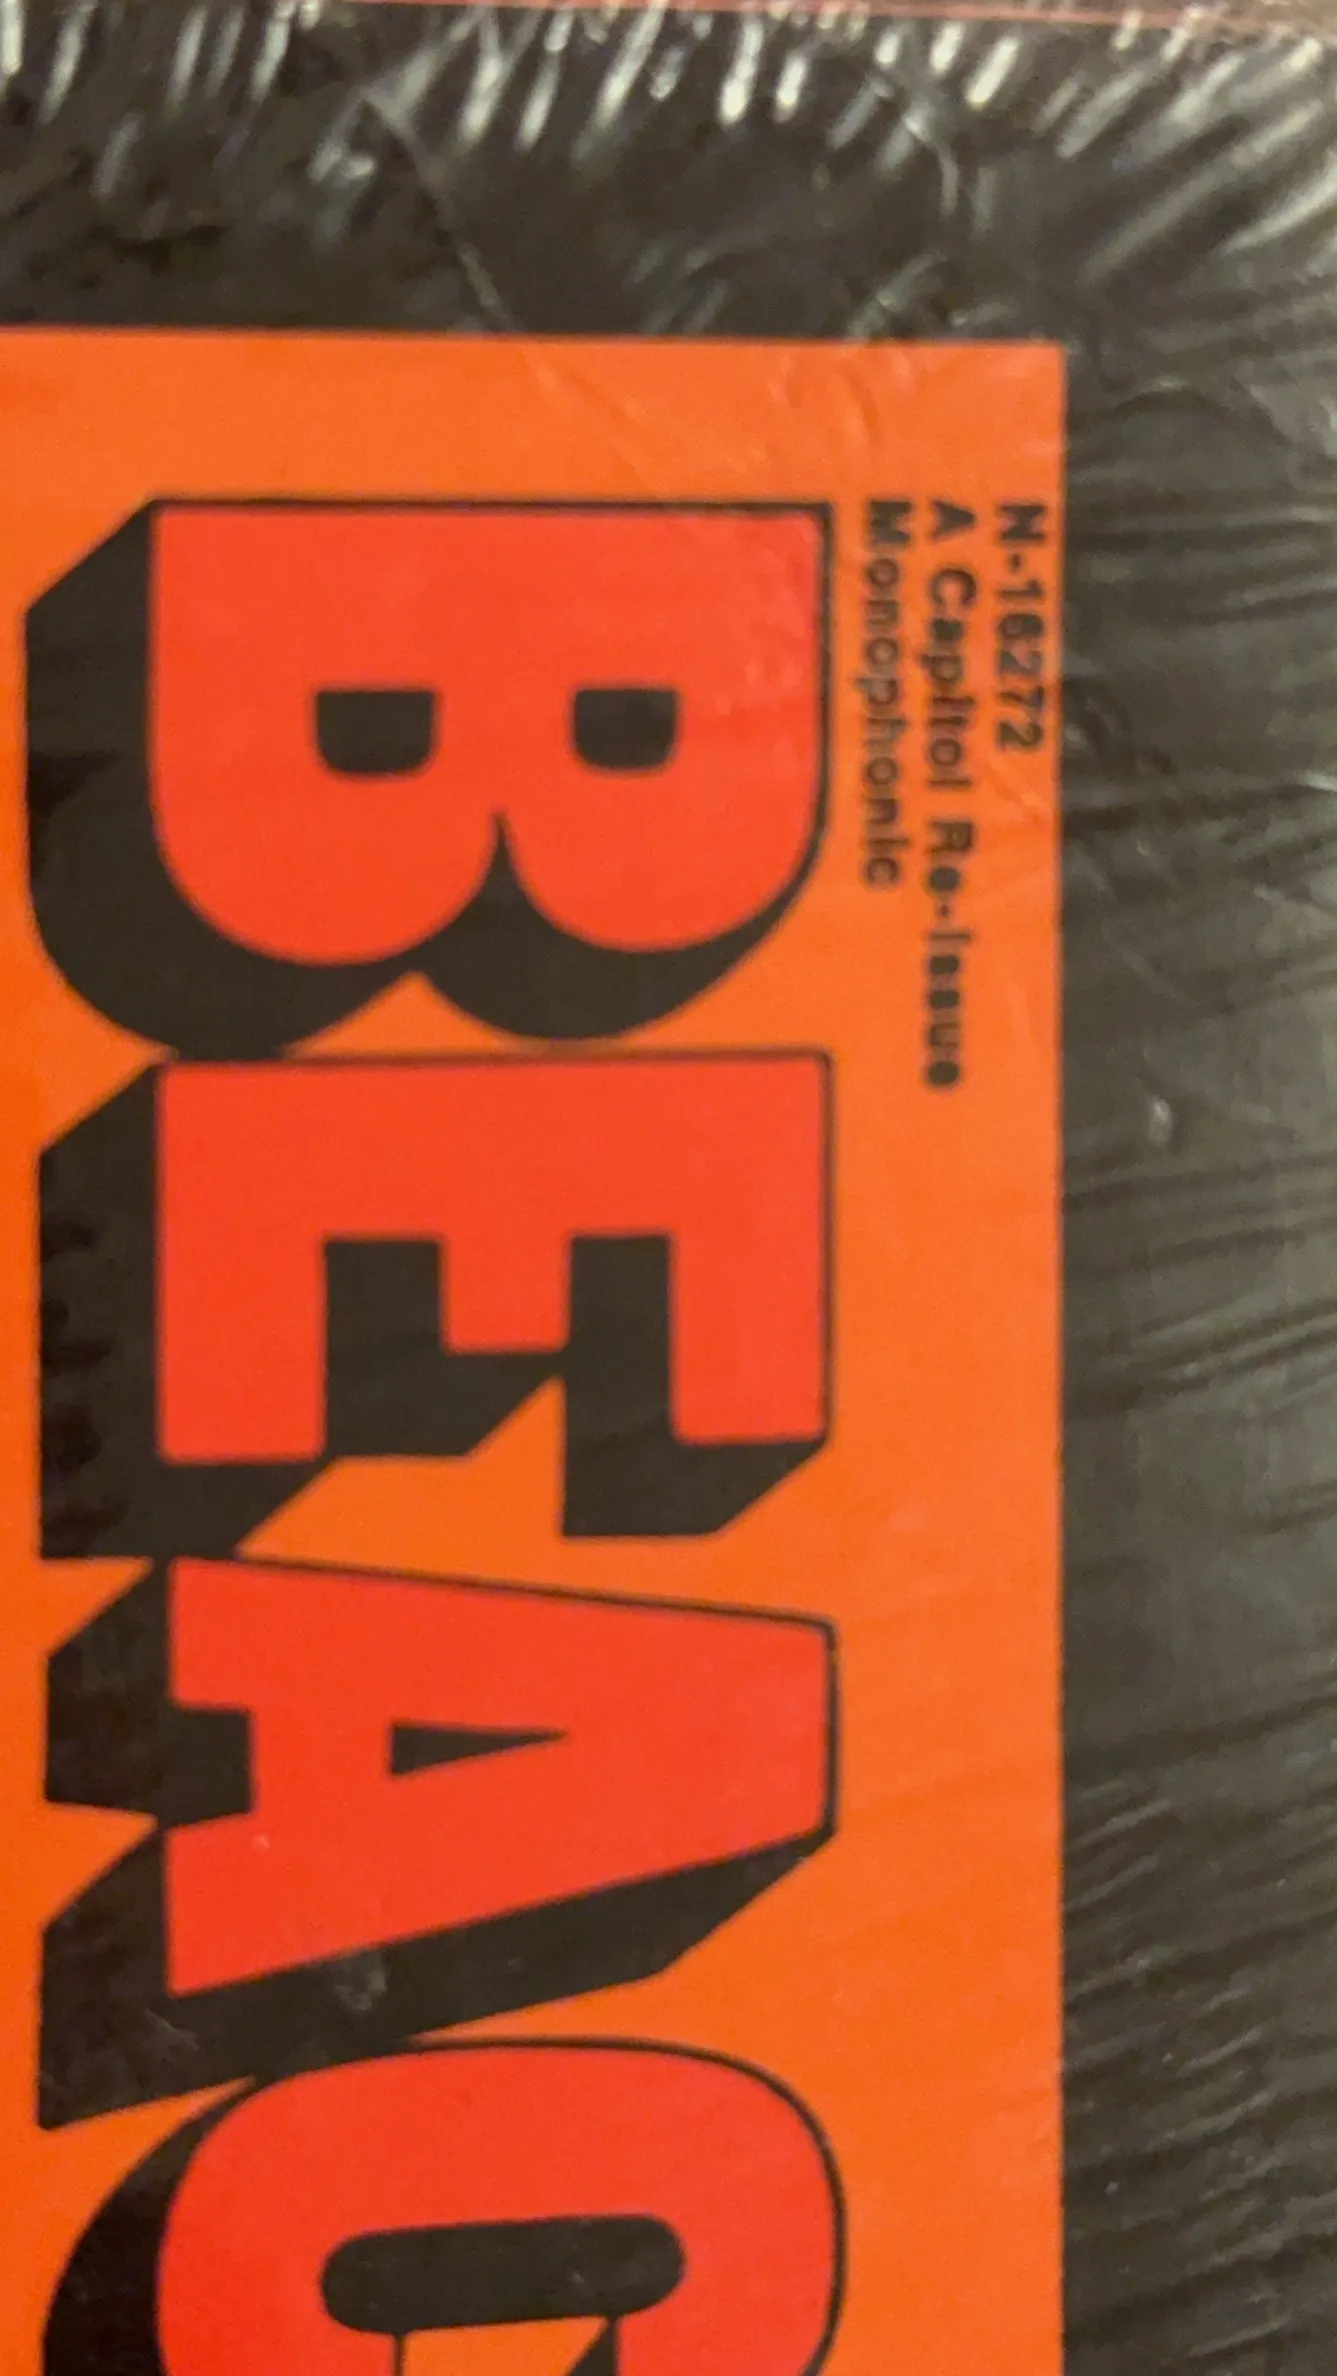 N-16272
A Capitol Re-Issue
Monophonic
BEAC